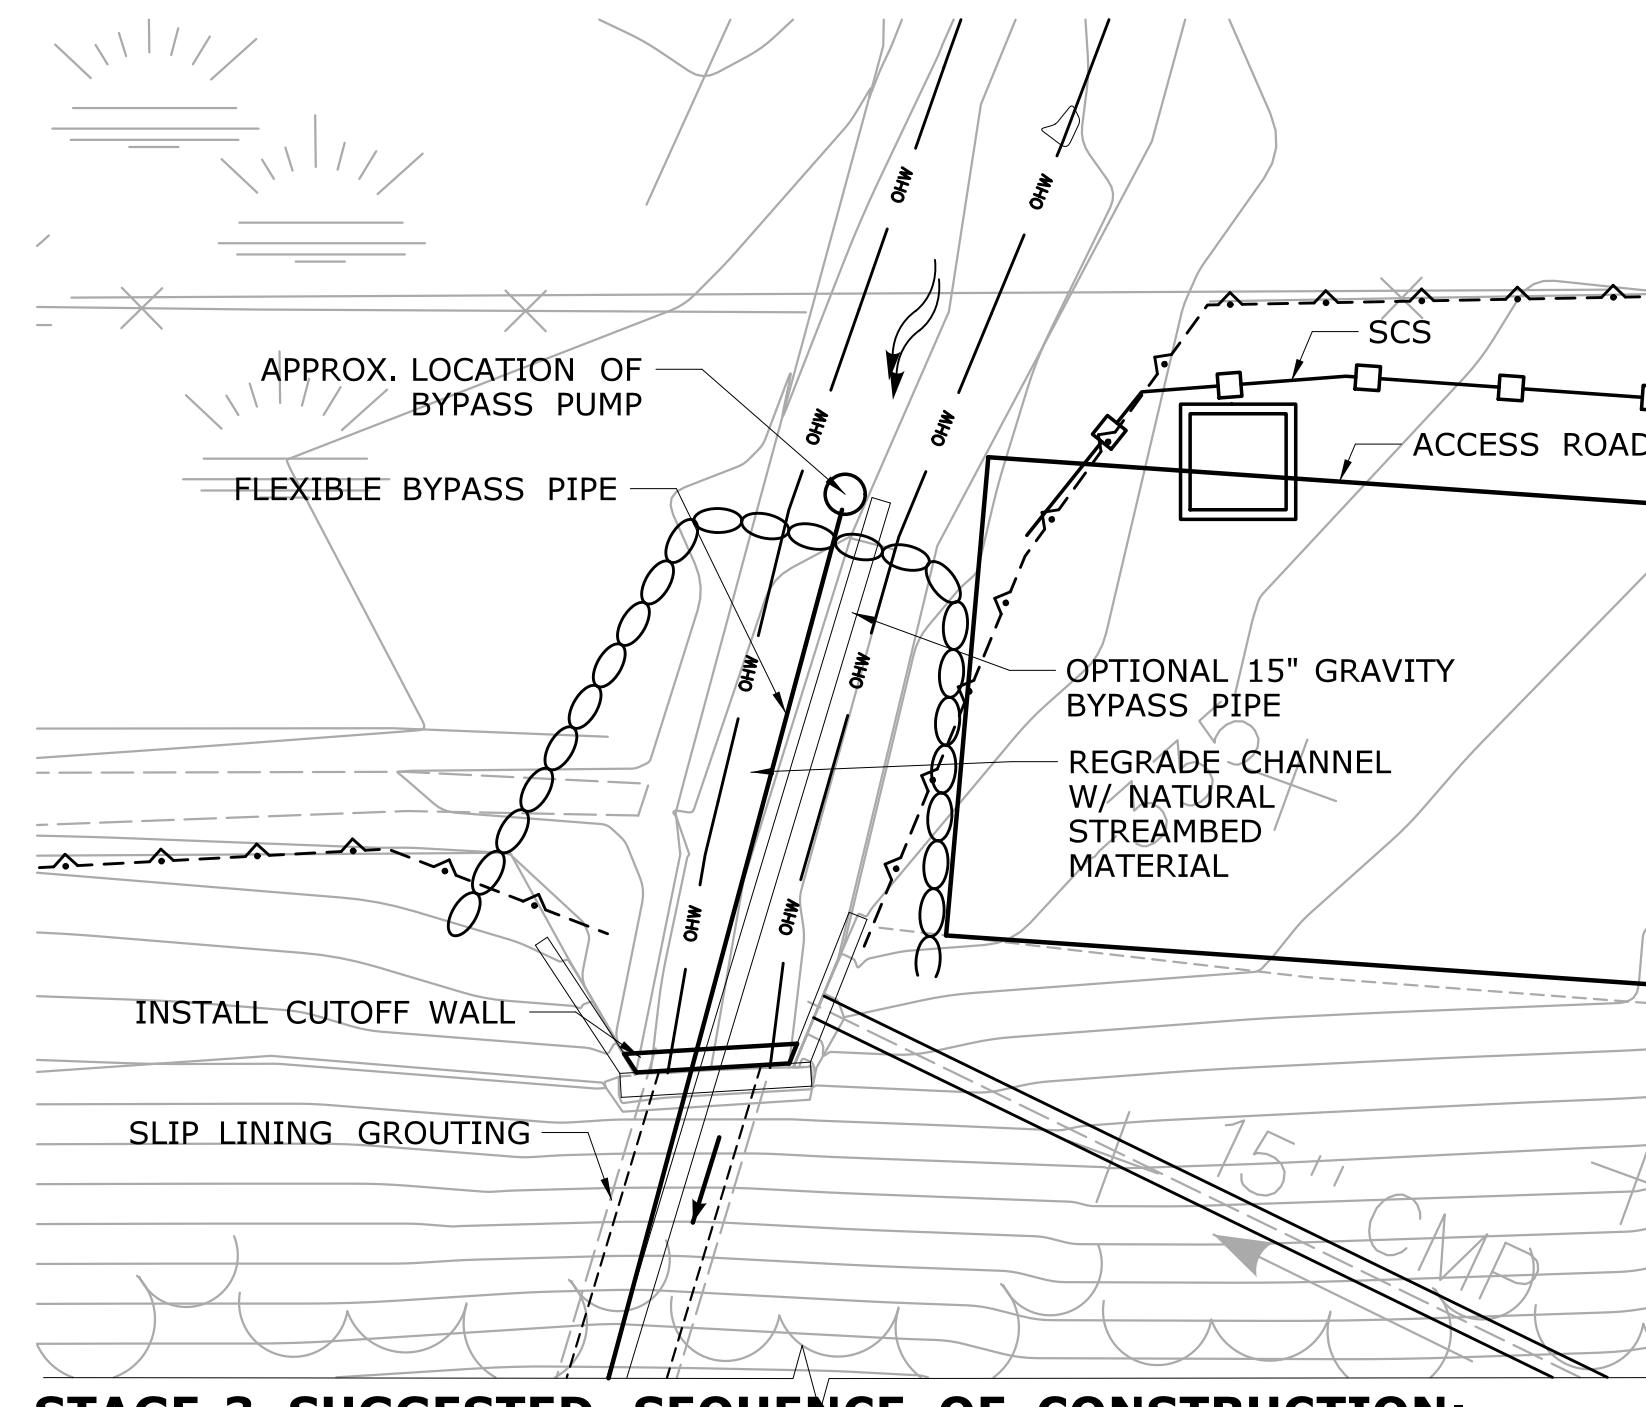 OHW
OHW
SCS
APPROX. LOCATION OF
BYPASS PUMP
OHW
OHW
ACCESS ROAD
FLEXIBLE BYPASS PIPE
OHW
OHW
OPTIONAL 15" GRAVITY
BYPASS PIPE
REGRADE CHANNEL
W/ NATURAL
STREAMBED
MATERIAL
OHW
OHW
INSTALL CUTOFF WALL
SLIP LINING GROUTING
15" CMP